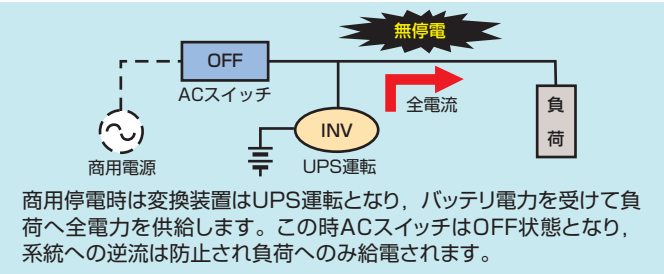 無停電
OFF
ACスイッチ
全電流
負荷
INV
商用電源
UPS運転
商用停電時は変換装置はUPS運転となり，バッテリ電力を受けて負
荷へ全電力を供給します。この時ACスイッチはOFF状態となり，
系統への逆流は防止され負荷へのみ給電されます。